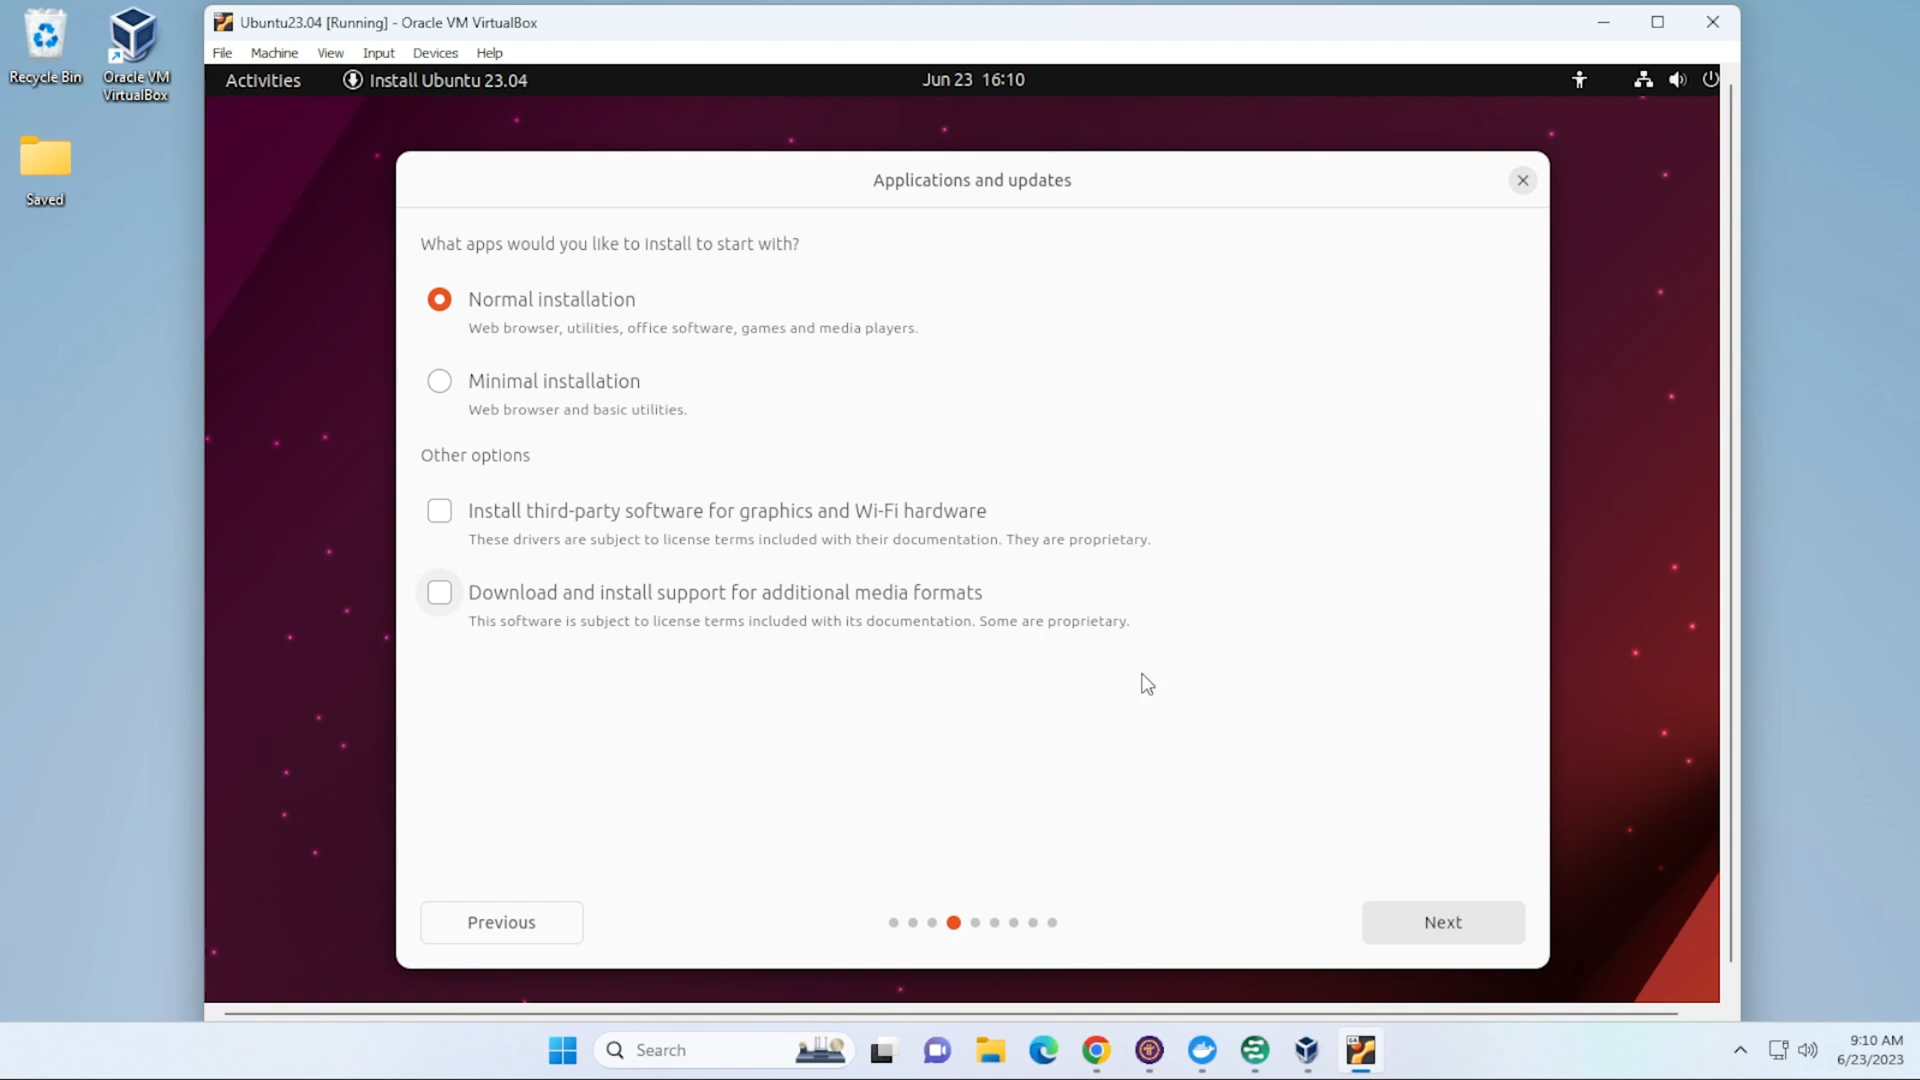 Recycle Bin
Oracle VM
VirtualBox
Saved
Ubuntu23.04 [Running] - Oracle VM VirtualBox
File Machine View Input Devices Help
Activities Install Ubuntu 23.04 Jun 23 16:10
Applications and updates
What apps would you like to install to start with?
Normal installation
Web browser, utilities, office software, games and media players.
Minimal installation
Web browser and basic utilities.
Other options
Install third-party software for graphics and Wi-Fi hardware
These drivers are subject to license terms included with their documentation. They are proprietary.
Download and install support for additional media formats
This software is subject to license terms included with its documentation. Some are proprietary.
Previous
Next
Search
9:10 AM
6/23/2023